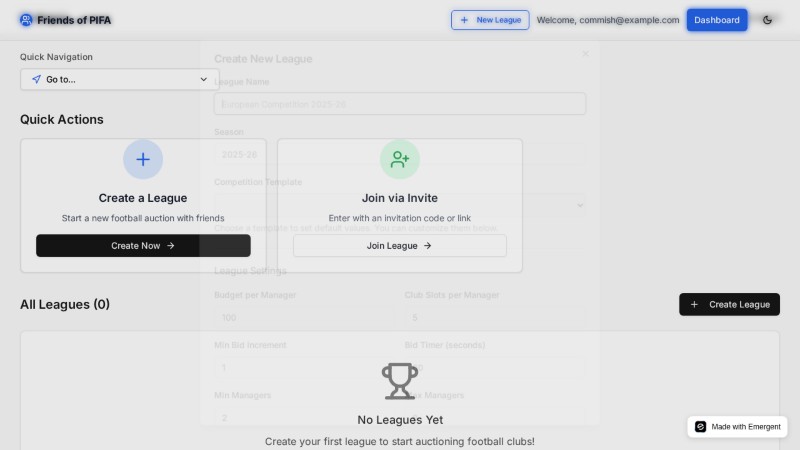 Friends of PIFA
New League
Welcome, commish@example.com
Dashboard
Quick Navigation
Go to...
Create New League
League Name
European Competition 2025-26
Season
2025-26
Competition Template
Choose a template to set default values. You can customize them below.
League Settings
Budget per Manager
Club Slots per Manager
100
5
Min Bid Increment
Bid Timer (seconds)
1
Min Managers
Max Managers
2
Quick Actions
Create a League
Start a new football auction with friends
Create Now
Join via Invite
Enter with an invitation code or link
Join League
All Leagues (0)
Create League
No Leagues Yet
Create your first league to start auctioning football clubs!
Made with Emergent